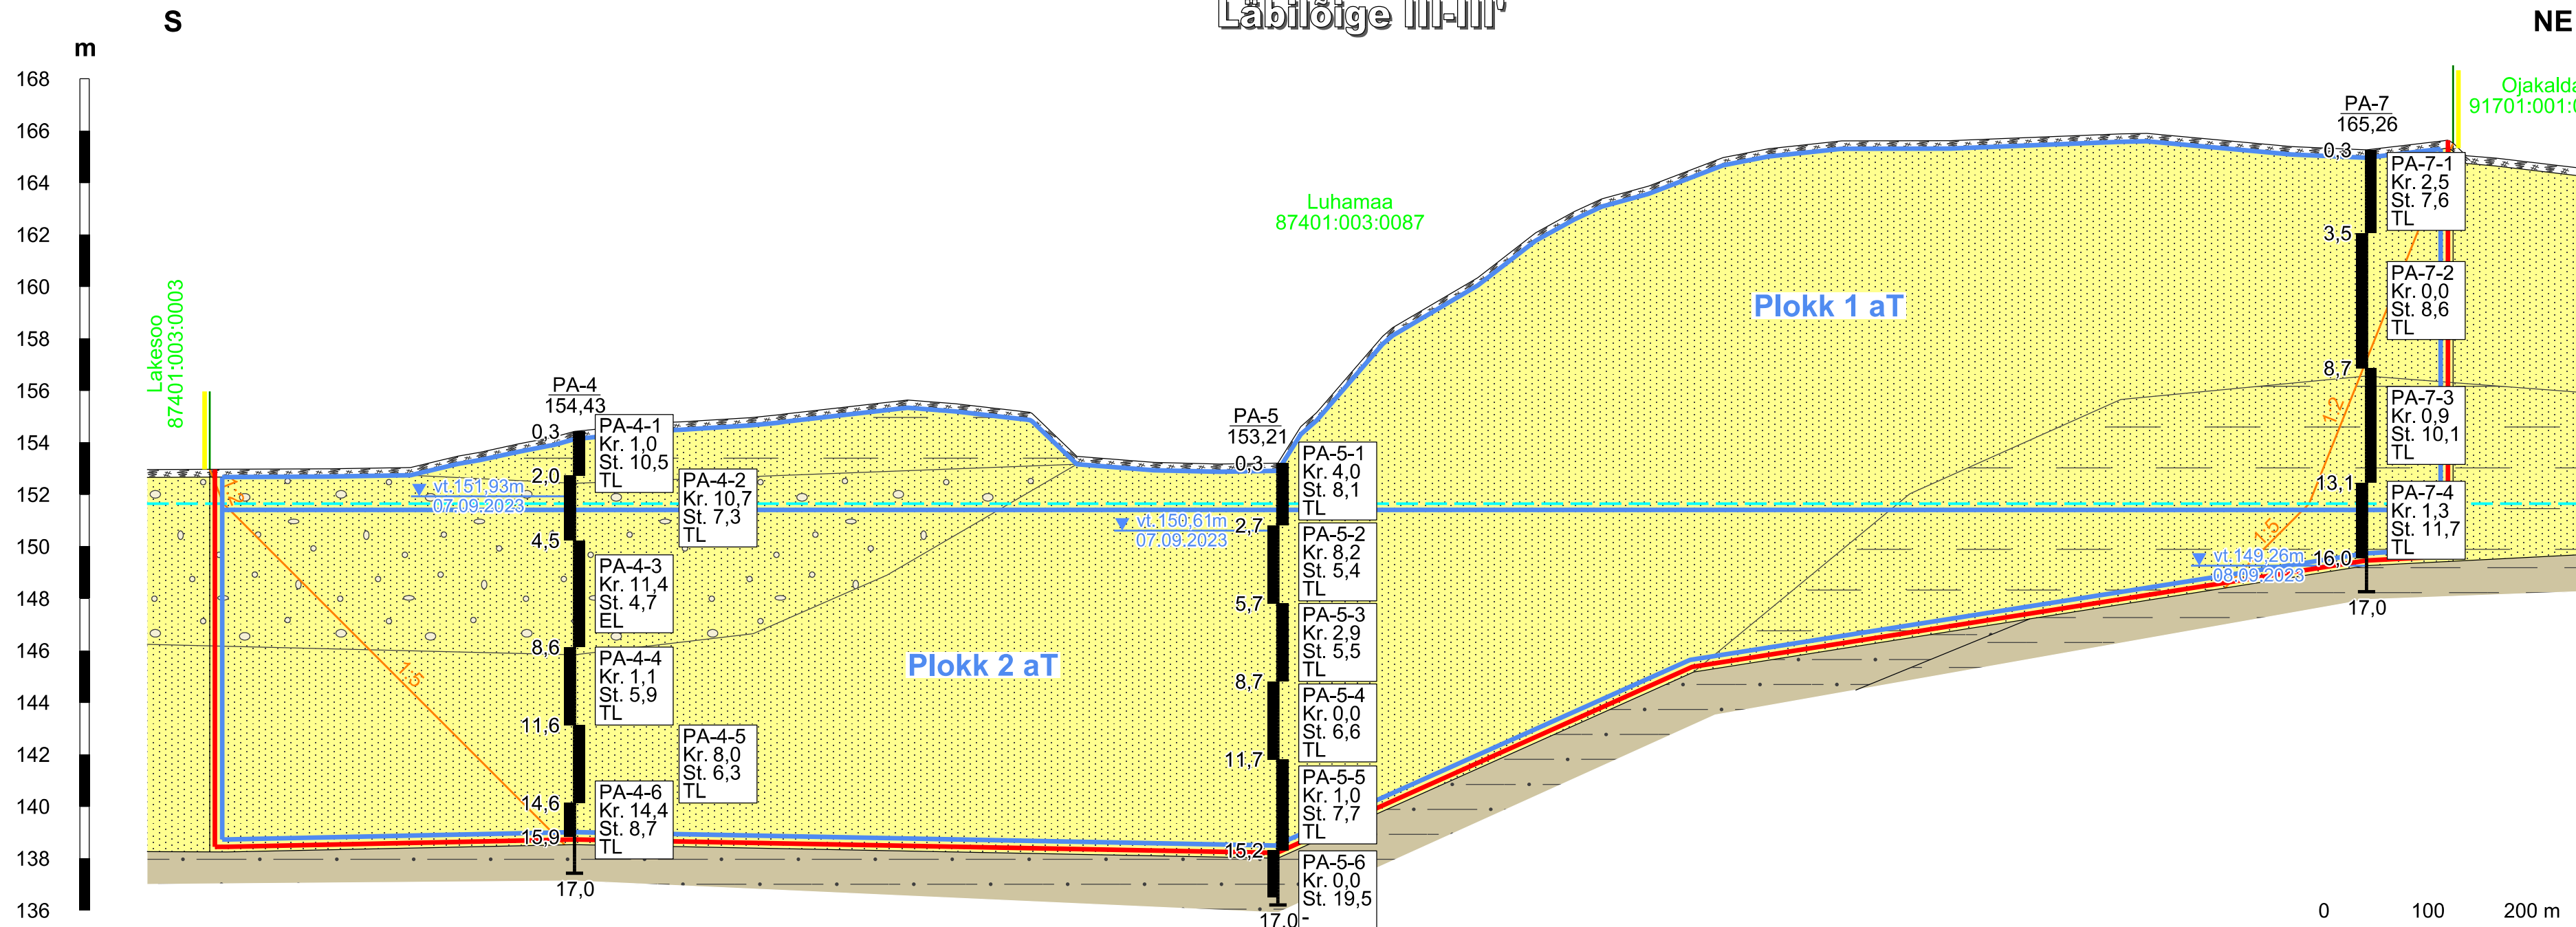 Läbilõige III-III'
S
NE
m
168
166
164
162
160
158
156
154
152
150
148
146
144
142
140
138
136
Lakesoo
87401:003:0003
1:5
PA-4
154,43
0,3
2,0
4,5
8,6
11,6
14,6
15,9
17,0
PA-4-1
Kr. 1,0
St. 10,5
TL
PA-4-2
Kr. 10,7
St. 7,3
TL
PA-4-3
Kr. 11,4
St. 4,7
EL
PA-4-4
Kr. 1,1
St. 5,9
TL
PA-4-5
Kr. 8,0
St. 6,3
TL
PA-4-6
Kr. 14,4
St. 8,7
TL
vt.151,93m
07.09.2023
Plokk 2 aT
vt.150,61m
07.09.2023
PA-5
153,21
0,3
2,7
5,7
8,7
11,7
15,2
17,0
PA-5-1
Kr. 4,0
St. 8,1
TL
PA-5-2
Kr. 8,2
St. 5,4
TL
PA-5-3
Kr. 2,9
St. 5,5
TL
PA-5-4
Kr. 0,0
St. 6,6
TL
PA-5-5
Kr. 1,0
St. 7,7
TL
PA-5-6
Kr. 0,0
St. 19,5
-
Luhamaa
87401:003:0087
Plokk 1 aT
1:2
1:5
vt.149,26m
08.09.2023
PA-7
165,26
0,3
3,5
8,7
13,1
16,0
17,0
PA-7-1
Kr. 2,5
St. 7,6
TL
PA-7-2
Kr. 0,0
St. 8,6
TL
PA-7-3
Kr. 0,9
St. 10,1
TL
PA-7-4
Kr. 1,3
St. 11,7
TL
Ojakalda
91701:001:
0 100 200 m